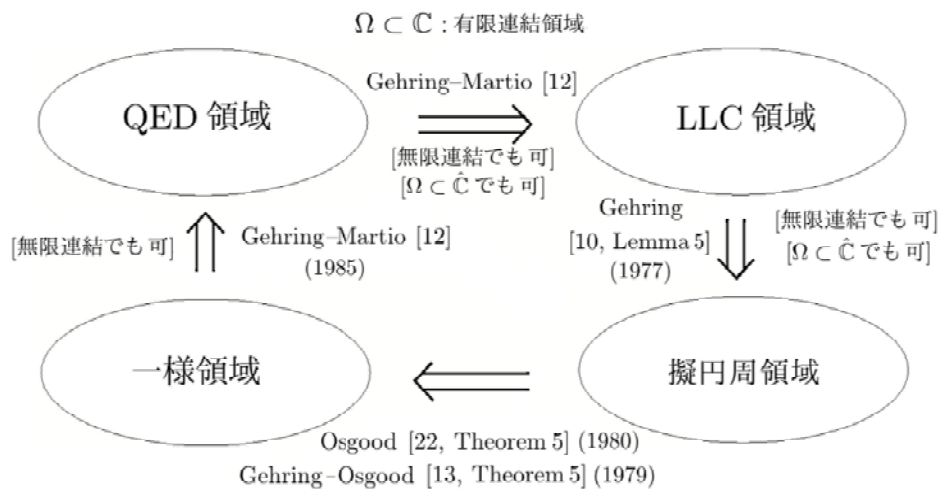 Ω ⊂ ℂ : 有限連結領域
Gehring–Martio [12]
QED 領域
LLC 領域
[無限連結でも可]
[Ω ⊂ Ĉ でも可]
[無限連結でも可]
Gehring–Martio [12]
(1985)
Gehring
[10, Lemma 5]
(1977)
[無限連結でも可]
[Ω ⊂ Ĉ でも可]
一様領域
擬円周領域
Osgood [22, Theorem 5] (1980)
Gehring–Osgood [13, Theorem 5] (1979)